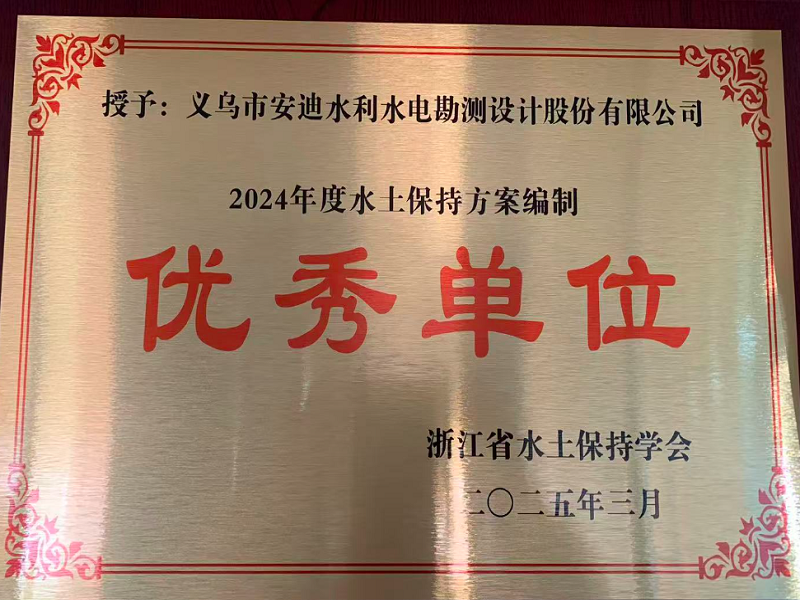 授予：义乌市安迪水利水电勘测设计股份有限公司
2024年度水土保持方案编制
优秀单位
浙江省水土保持学会
二〇二五年三月